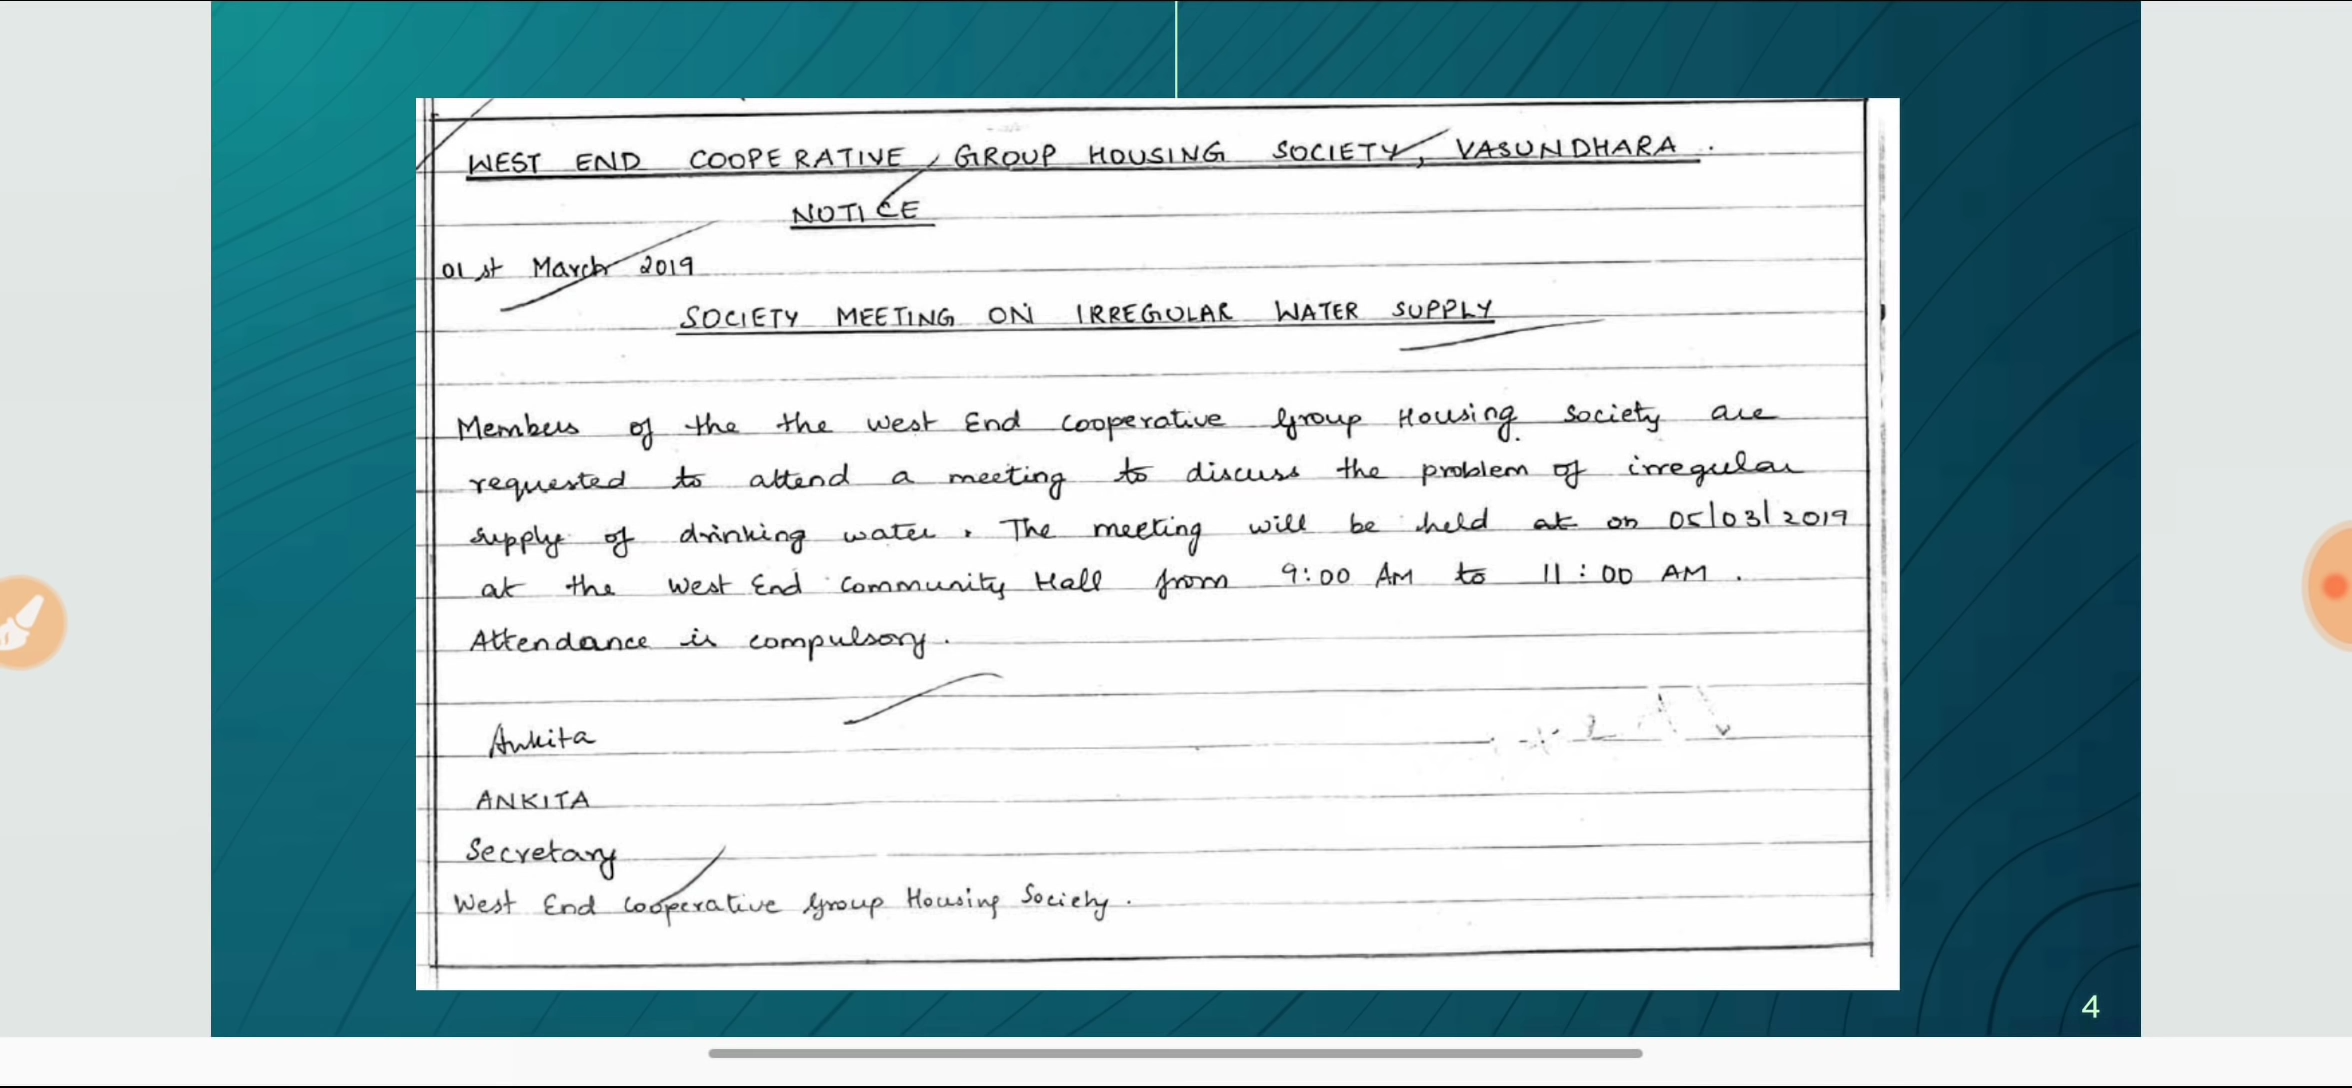 WEST END COOPERATIVE GROUP HOUSING SOCIETY, VASUNDHARA.
NOTICE
01st March 2019
SOCIETY MEETING ON IRREGULAR WATER SUPPLY
Members of the the West End Cooperative Group Housing Society are
requested to attend a meeting to discuss the problem of irregular
supply of drinking water. The meeting will be held at on 05/03/2019
at the West End Community Hall from 9:00 AM to 11:00 AM.
Attendance is compulsory.
Ankita
ANKITA
Secretary
West End Cooperative Group Housing Society.
4